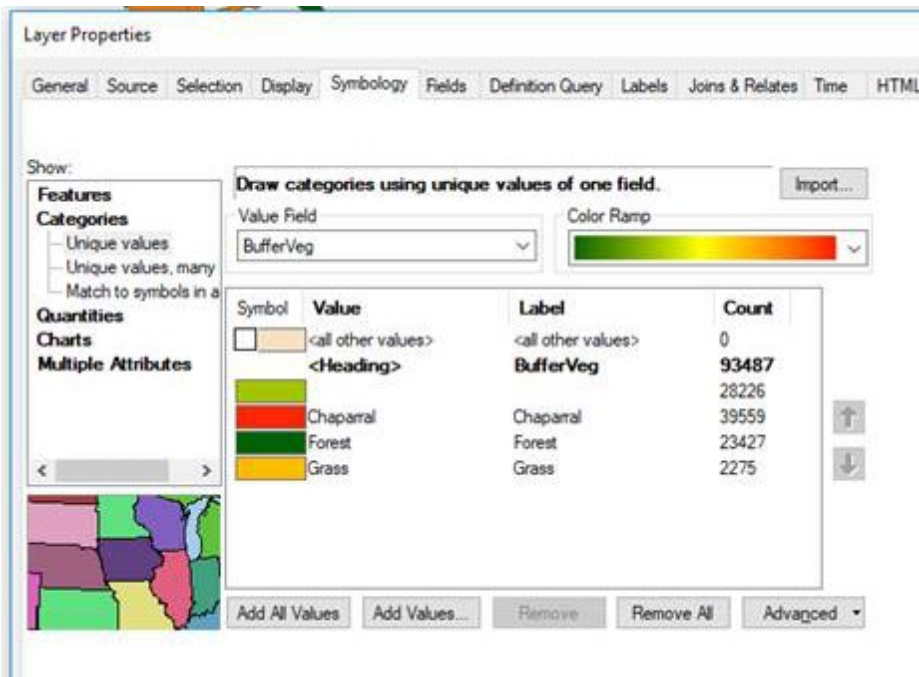 Layer Properties
General Source Selection Display Symbology Fields Definition Query Labels Joins & Relates Time HTML
Show:
Features
Categories
Unique values
Unique values, many
Match to symbols in a
Quantities
Charts
Multiple Attributes
Draw categories using unique values of one field.
Import...
Value Field
BufferVeg
Color Ramp
Symbol Value Label Count
<all other values> <all other values> 0
<Heading> BufferVeg 93487
28226
Chaparral Chaparral 39559
Forest Forest 23427
Grass Grass 2275
Add All Values Add Values... Remove Remove All Advanced